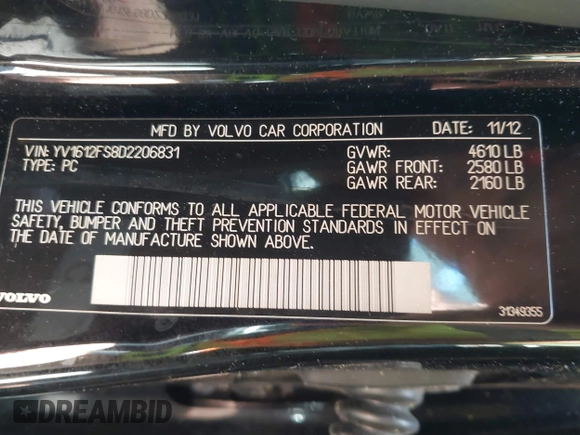 MFD BY VOLVO CAR CORPORATION DATE: 11/12
VIN: YV1612FS8D2206831 GVWR: 4610 LB
TYPE: PC GAWR FRONT: 2580 LB
GAWR REAR: 2160 LB
THIS VEHICLE CONFORMS TO ALL APPLICABLE FEDERAL MOTOR VEHICLE
SAFETY, BUMPER AND THEFT PREVENTION STANDARDS IN EFFECT ON
THE DATE OF MANUFACTURE SHOWN ABOVE.
VOLVO 31349355
DREAMBID